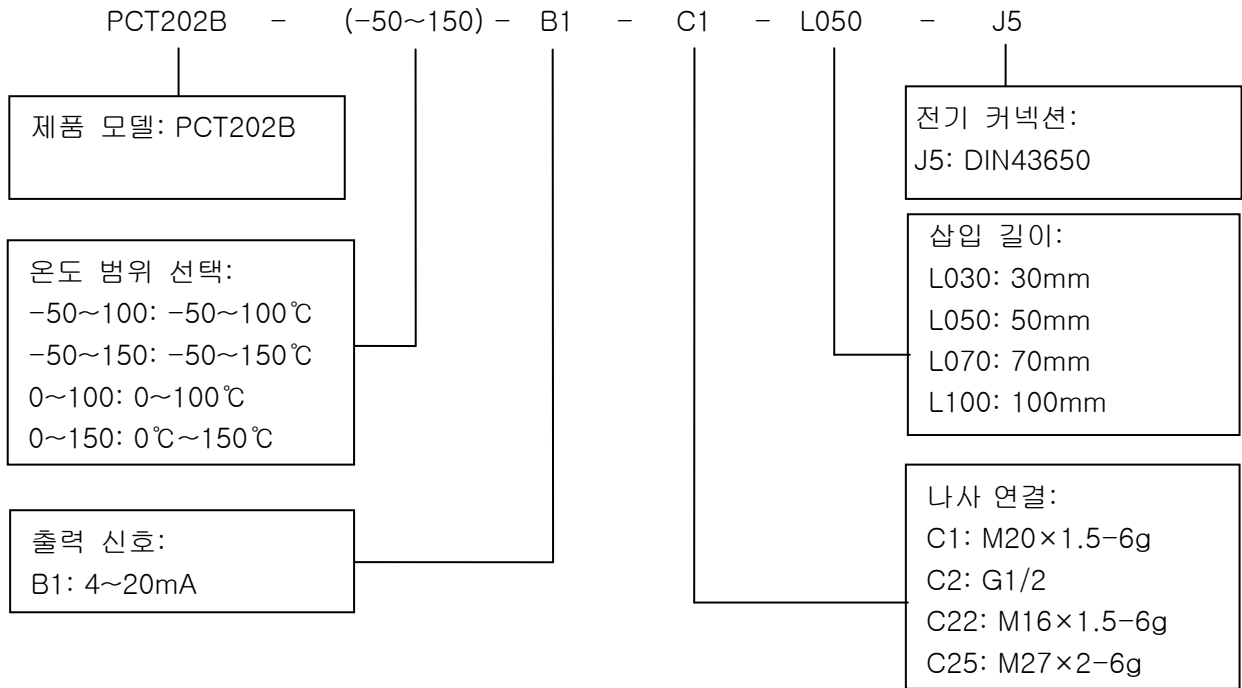 PCT202B - (-50~150) - B1 - C1 - L050 - J5
제품 모델: PCT202B
온도 범위 선택:
-50~100: -50~100℃
-50~150: -50~150℃
0~100: 0~100℃
0~150: 0℃~150℃
출력 신호:
B1: 4~20mA
전기 커넥션:
J5: DIN43650
삽입 길이:
L030: 30mm
L050: 50mm
L070: 70mm
L100: 100mm
나사 연결:
C1: M20×1.5-6g
C2: G1/2
C22: M16×1.5-6g
C25: M27×2-6g